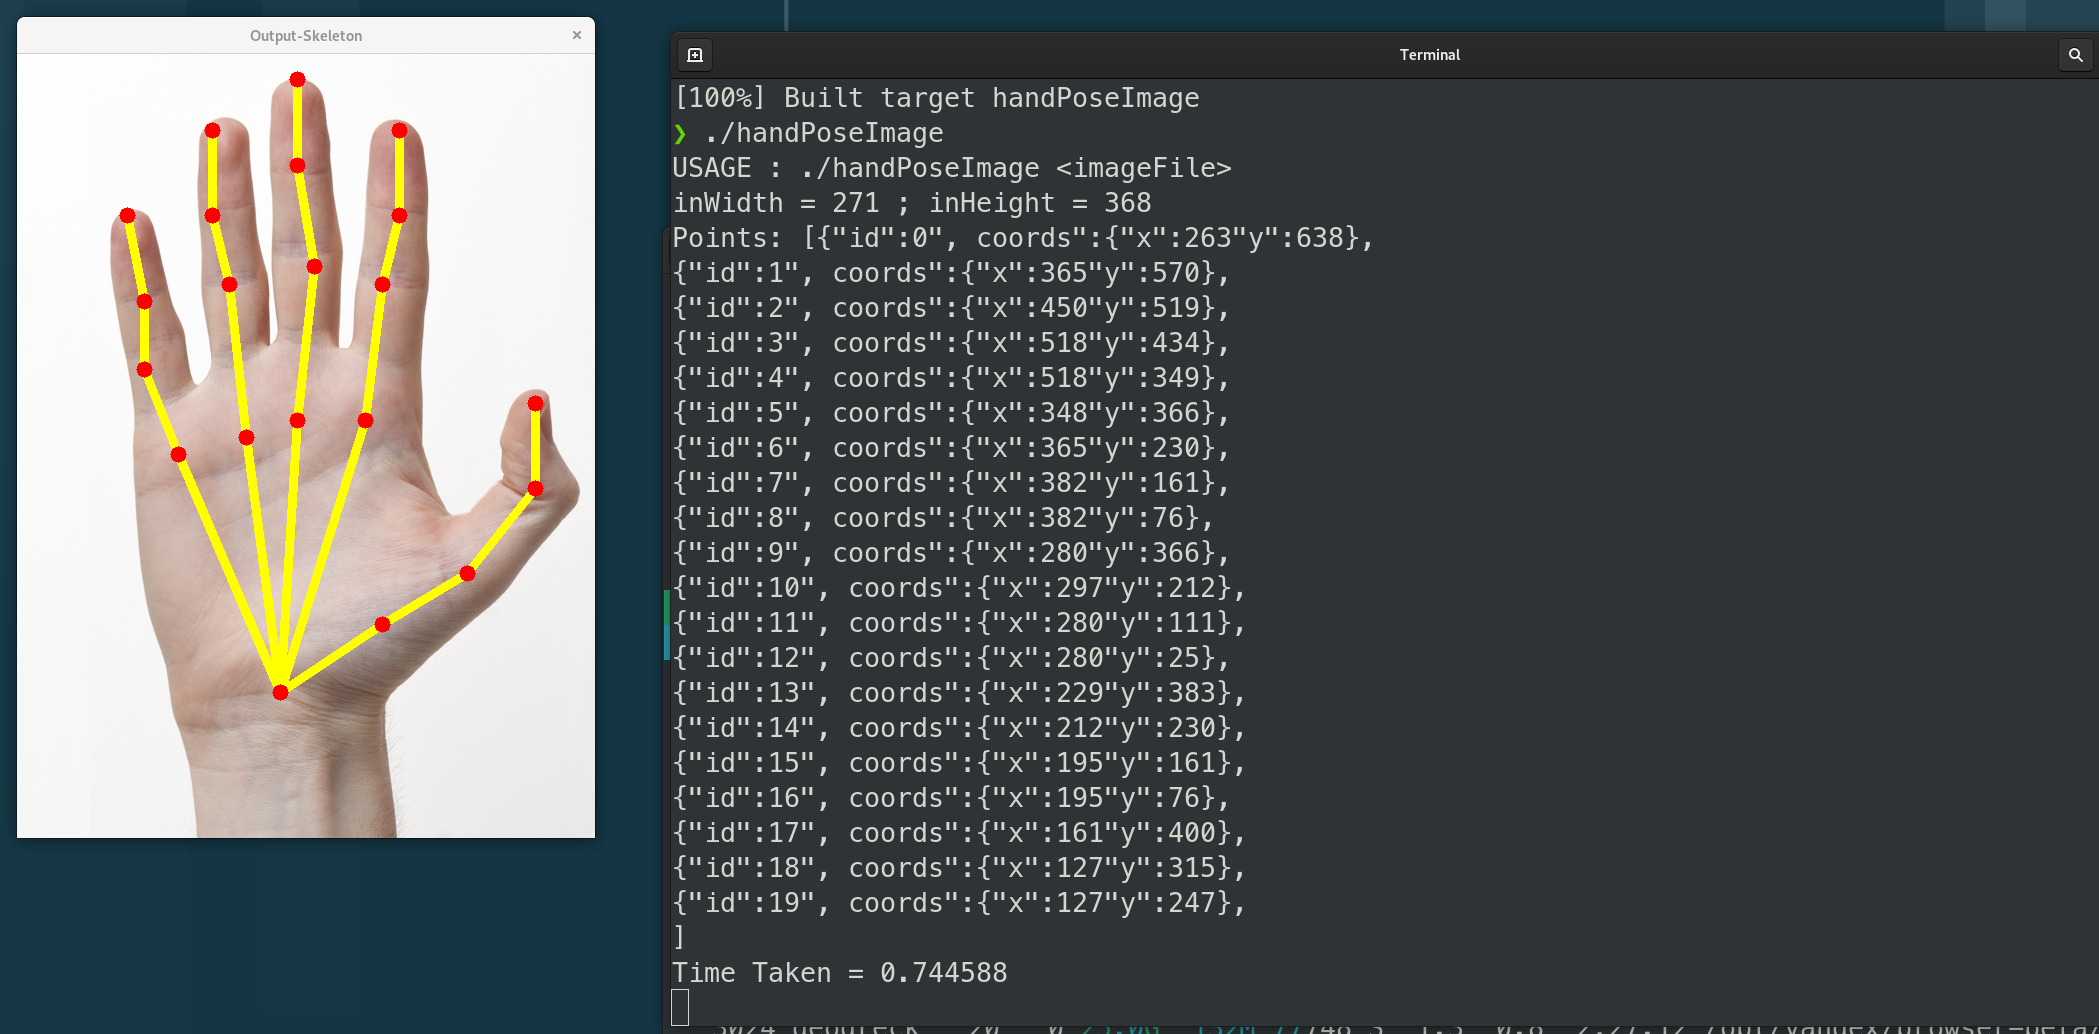 Output-Skeleton
Terminal
[100%] Built target handPoseImage
❯ ./handPoseImage
USAGE : ./handPoseImage <imageFile>
inWidth = 271 ; inHeight = 368
Points: [{"id":0", coords":{"x":263"y":638},
{"id":1", coords":{"x":365"y":570},
{"id":2", coords":{"x":450"y":519},
{"id":3", coords":{"x":518"y":434},
{"id":4", coords":{"x":518"y":349},
{"id":5", coords":{"x":348"y":366},
{"id":6", coords":{"x":365"y":230},
{"id":7", coords":{"x":382"y":161},
{"id":8", coords":{"x":382"y":76},
{"id":9", coords":{"x":280"y":366},
{"id":10", coords":{"x":297"y":212},
{"id":11", coords":{"x":280"y":111},
{"id":12", coords":{"x":280"y":25},
{"id":13", coords":{"x":229"y":383},
{"id":14", coords":{"x":212"y":230},
{"id":15", coords":{"x":195"y":161},
{"id":16", coords":{"x":195"y":76},
{"id":17", coords":{"x":161"y":400},
{"id":18", coords":{"x":127"y":315},
{"id":19", coords":{"x":127"y":247},
]
Time Taken = 0.744588